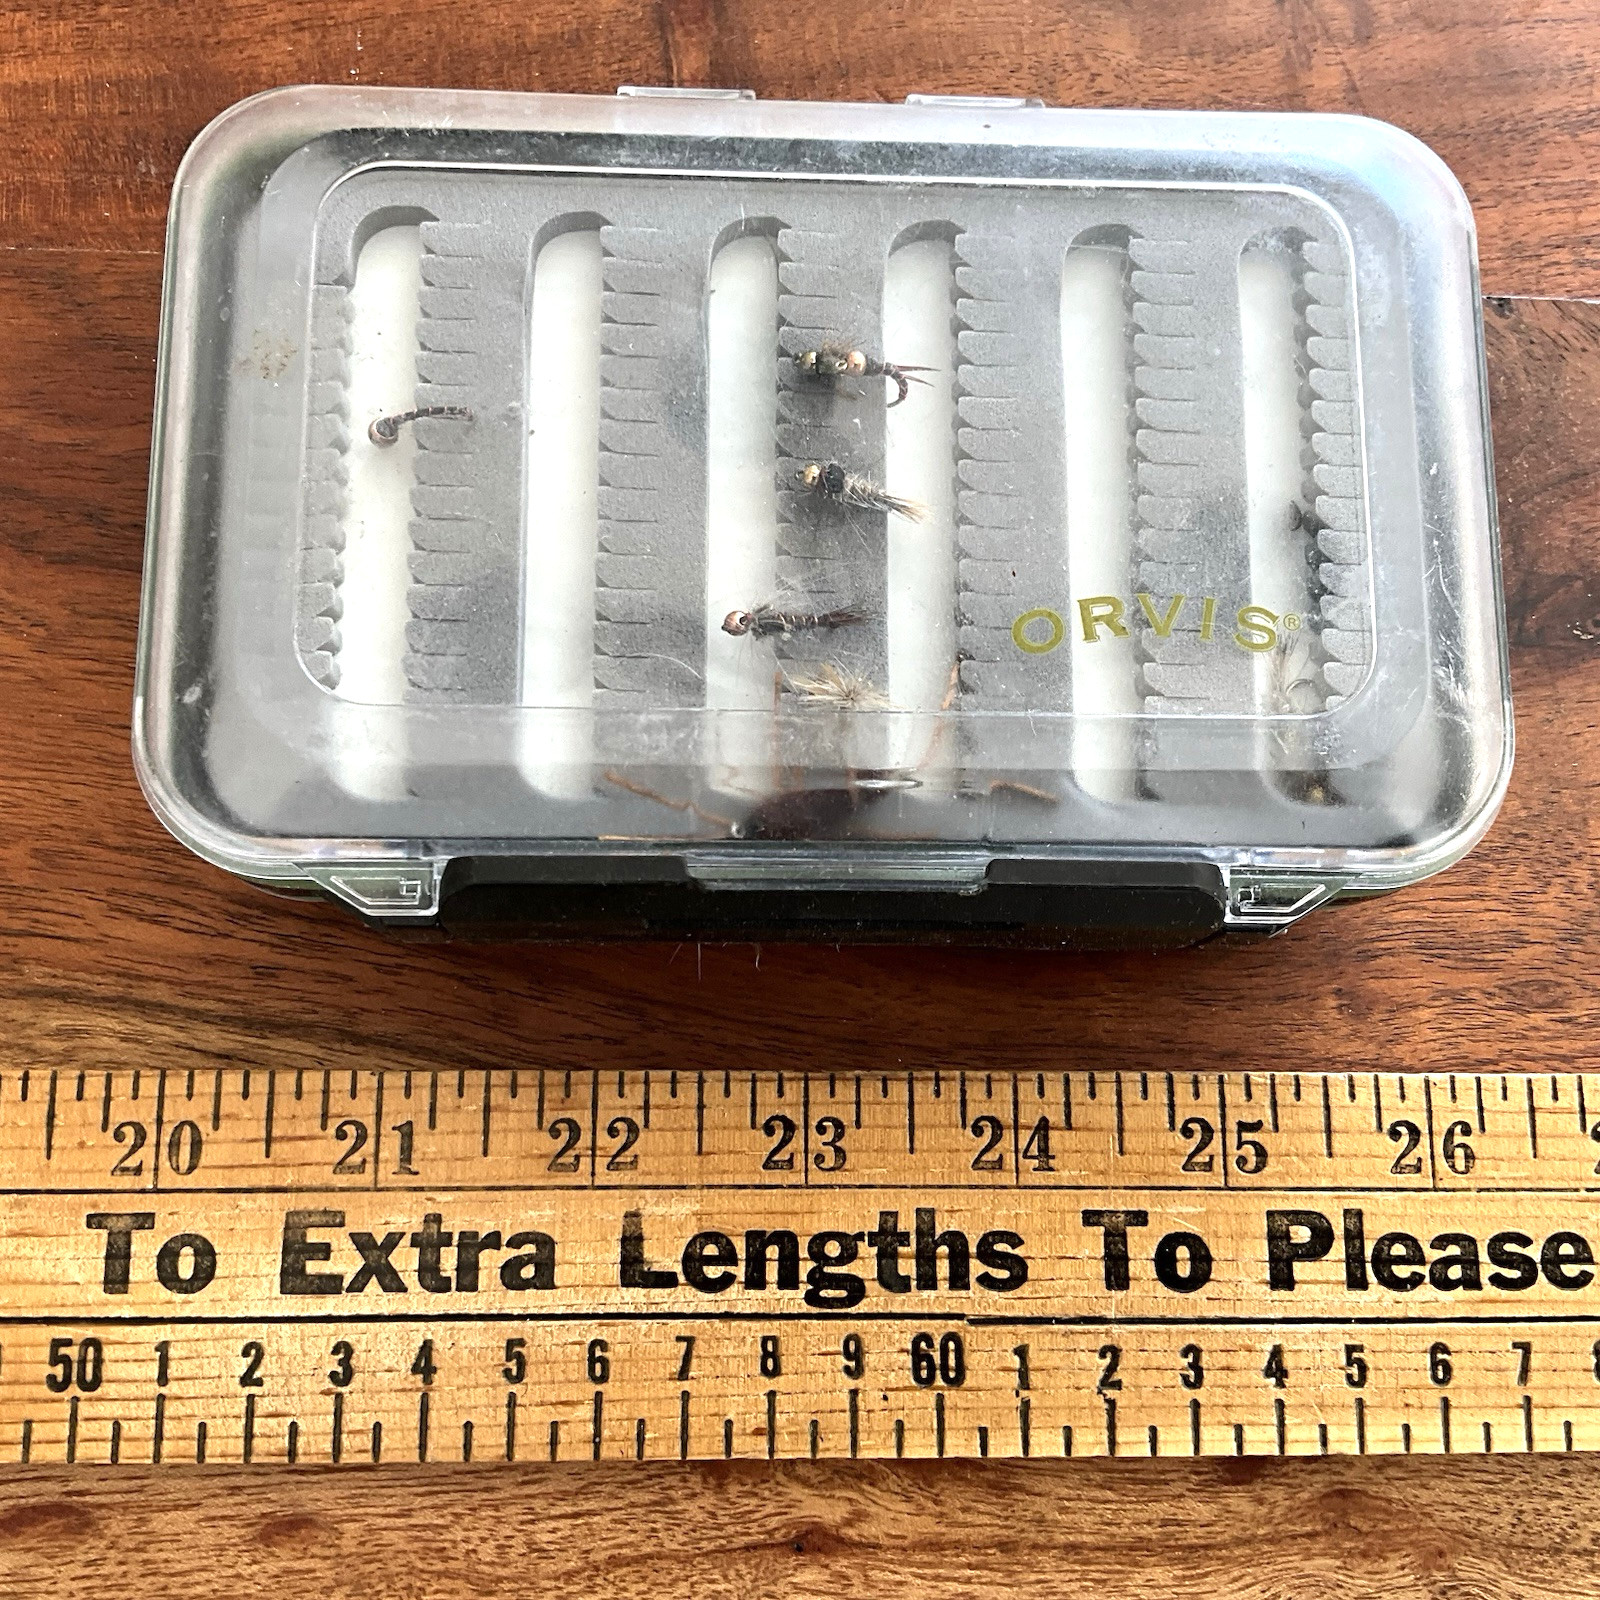 ORVIS®
20 21 22 23 24 25 26
To Extra Lengths To Please
50 1 2 3 4 5 6 7 8 9 60 1 2 3 4 5 6 7